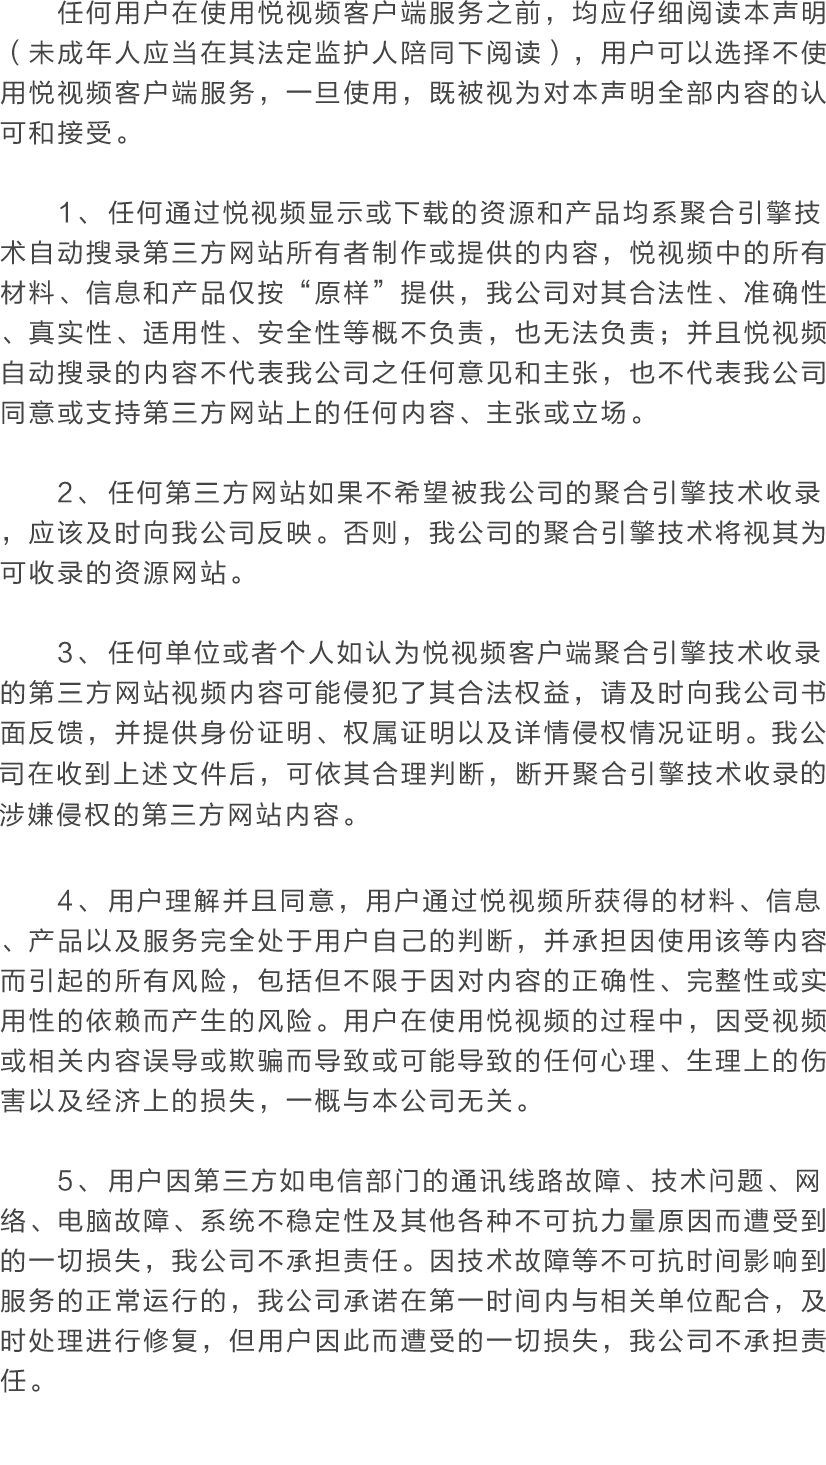 任何用户在使用悦视频客户端服务之前，均应仔细阅读本声明
（未成年人应当在其法定监护人陪同下阅读），用户可以选择不使
用悦视频客户端服务，一旦使用，既被视为对本声明全部内容的认
可和接受。
1、任何通过悦视频显示或下载的资源和产品均系聚合引擎技
术自动搜录第三方网站所有者制作或提供的内容，悦视频中的所有
材料、信息和产品仅按“原样”提供，我公司对其合法性、准确性
、真实性、适用性、安全性等概不负责，也无法负责；并且悦视频
自动搜录的内容不代表我公司之任何意见和主张，也不代表我公司
同意或支持第三方网站上的任何内容、主张或立场。
2、任何第三方网站如果不希望被我公司的聚合引擎技术收录
，应该及时向我公司反映。否则，我公司的聚合引擎技术将视其为
可收录的资源网站。
3、任何单位或者个人如认为悦视频客户端聚合引擎技术收录
的第三方网站视频内容可能侵犯了其合法权益，请及时向我公司书
面反馈，并提供身份证明、权属证明以及详情侵权情况证明。我公
司在收到上述文件后，可依其合理判断，断开聚合引擎技术收录的
涉嫌侵权的第三方网站内容。
4、用户理解并且同意，用户通过悦视频所获得的材料、信息
、产品以及服务完全处于用户自己的判断，并承担因使用该等内容
而引起的所有风险，包括但不限于因对内容的正确性、完整性或实
用性的依赖而产生的风险。用户在使用悦视频的过程中，因受视频
或相关内容误导或欺骗而导致或可能导致的任何心理、生理上的伤
害以及经济上的损失，一概与本公司无关。
5、用户因第三方如电信部门的通讯线路故障、技术问题、网
络、电脑故障、系统不稳定性及其他各种不可抗力量原因而遭受到
的一切损失，我公司不承担责任。因技术故障等不可抗时间影响到
服务的正常运行的，我公司承诺在第一时间内与相关单位配合，及
时处理进行修复，但用户因此而遭受的一切损失，我公司不承担责
任。